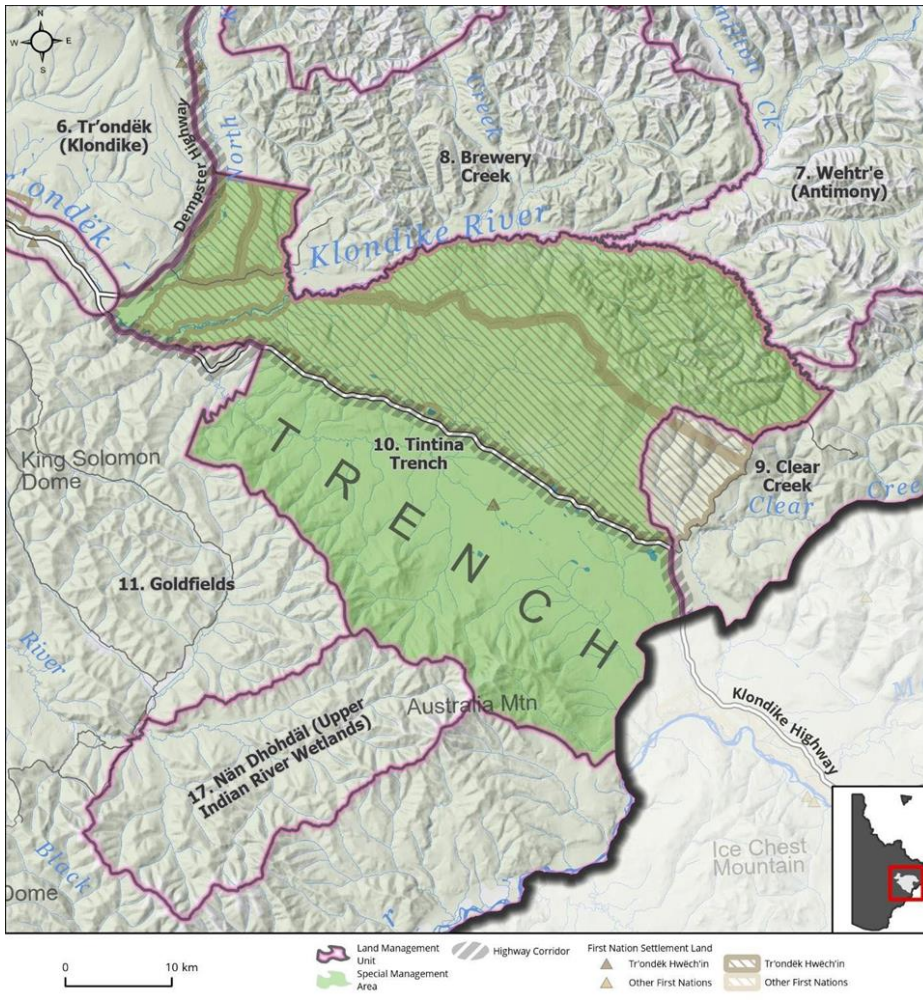 N
W E
S
6. Tr'ondëk
(Klondike)
Dempster Highway
North
Creek
Ck
8. Brewery
Creek
7. Wehtr'e
(Antimony)
Klondike River
TRENCH
10. Tintina
Trench
King Solomon
Dome
9. Clear
Creek
Clear
11. Goldfields
River
Australia Mtn
17. Nän Dhòhdäl (Upper
Indian River Wetlands)
Klondike Highway
Ice Chest
Mountain
Black
Dome
0 10 km
Land Management
Unit
Special Management
Area
Highway Corridor
First Nation Settlement Land
Tr'ondëk Hwëch'in
Other First Nations
Tr'ondëk Hwëch'in
Other First Nations